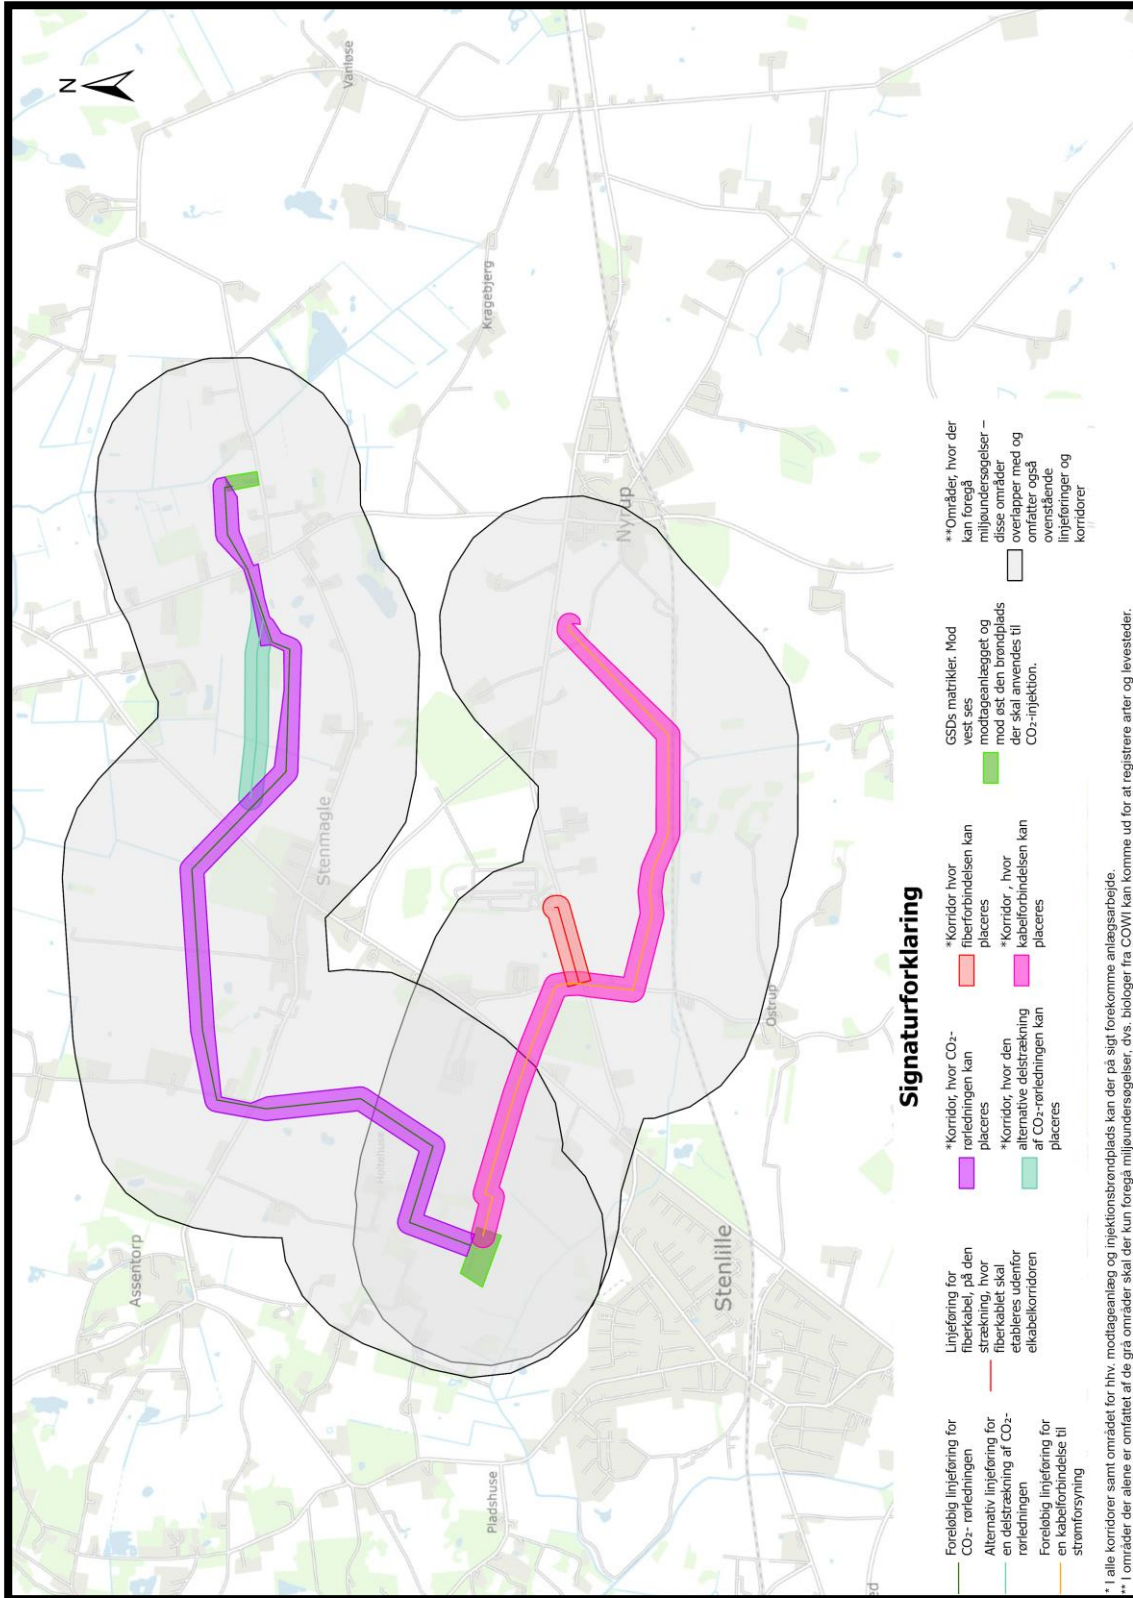 N
Vanløse
Kragebjerg
Nyrup
Stenmagle
Østrup
Assentorp
Stenlille
Pladshuse
ed
Signaturforklaring
Foreløbig linjeføring for
CO₂- rørledningen
Alternativ linjeføring for
en delstrækning af CO₂-
rørledningen
Foreløbig linjeføring for
en kabelforbindelse til
strømforsyning
Linjeføring for
fiberkabel, på den
strækning, hvor
fiberkablet skal
etableres udenfor
elkabelkorridoren
*Korridor, hvor CO₂-
rørledningen kan
placeres
*Korridor, hvor den
alternative delstrækning
af CO₂-rørledningen kan
placeres
*Korridor hvor
fiberforbindelsen kan
placeres
*Korridor , hvor
kabelforbindelsen kan
placeres
GSDs matrikler. Mod
vest ses
modtageanlægget og
mod øst den brøndplads
der skal anvendes til
CO₂-injektion.
**Områder, hvor der
kan foregå
miljøundersøgelser –
disse områder
overlapper med og
omfatter også
ovenstående
linjeføringer og
korridorer
* I alle korridorer samt området for hhv. modtageanlæg og injektionsbrøndplads kan der på sigt forekomme anlægsarbejde.
** I områder der alene er omfattet af de grå områder skal der kun foregå miljøundersøgelser, dvs. biologer fra COWI kan komme ud for at registrere arter og levesteder.